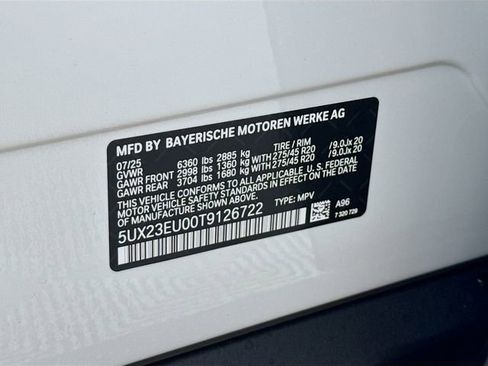 MFD BY BAYERISCHE MOTOREN WERKE AG
07/25 TIRE / RIM
GVWR 6360 lbs 2885 kg
GAWR FRONT 2998 lbs 1360 kg WITH 275/45 R20 / 9.0Jx 20
GAWR REAR 3704 lbs 1680 kg WITH 275/45 R20 / 9.0Jx 20
THIS VEHICLE CONFORMS TO ALL APPLICABLE U.S. FEDERAL
MOTOR VEHICLE SAFETY STANDARDS IN EFFECT ON THE DATE OF
MANUFACTURE SHOWN ABOVE.
5UX23EU00T9126722 TYPE: MPV A96
7 320 729